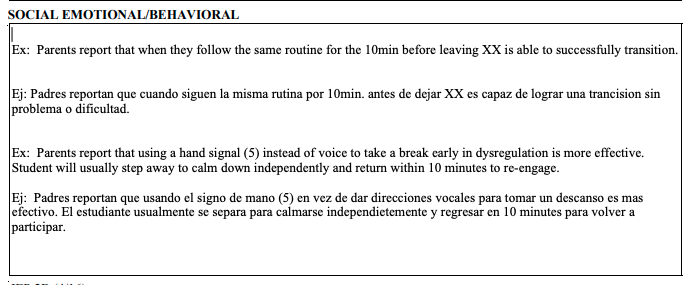 SOCIAL EMOTIONAL/BEHAVIORAL
Ex:  Parents report that when they follow the same routine for the 10min before leaving XX is able to successfully transition.
Ej: Padres reportan que cuando siguen la misma rutina por 10min. antes de dejar XX es capaz de lograr una trancision sin
problema o dificultad.
Ex:  Parents report that using a hand signal (5) instead of voice to take a break early in dysregulation is more effective.
Student will usually step away to calm down independently and return within 10 minutes to re-engage.
Ej:  Padres reportan que usando el signo de mano (5) en vez de dar direcciones vocales para tomar un descanso es mas
efectivo. El estudiante usualmente se separa para calmarse independietemente y regresar en 10 minutes para volver a
participar.